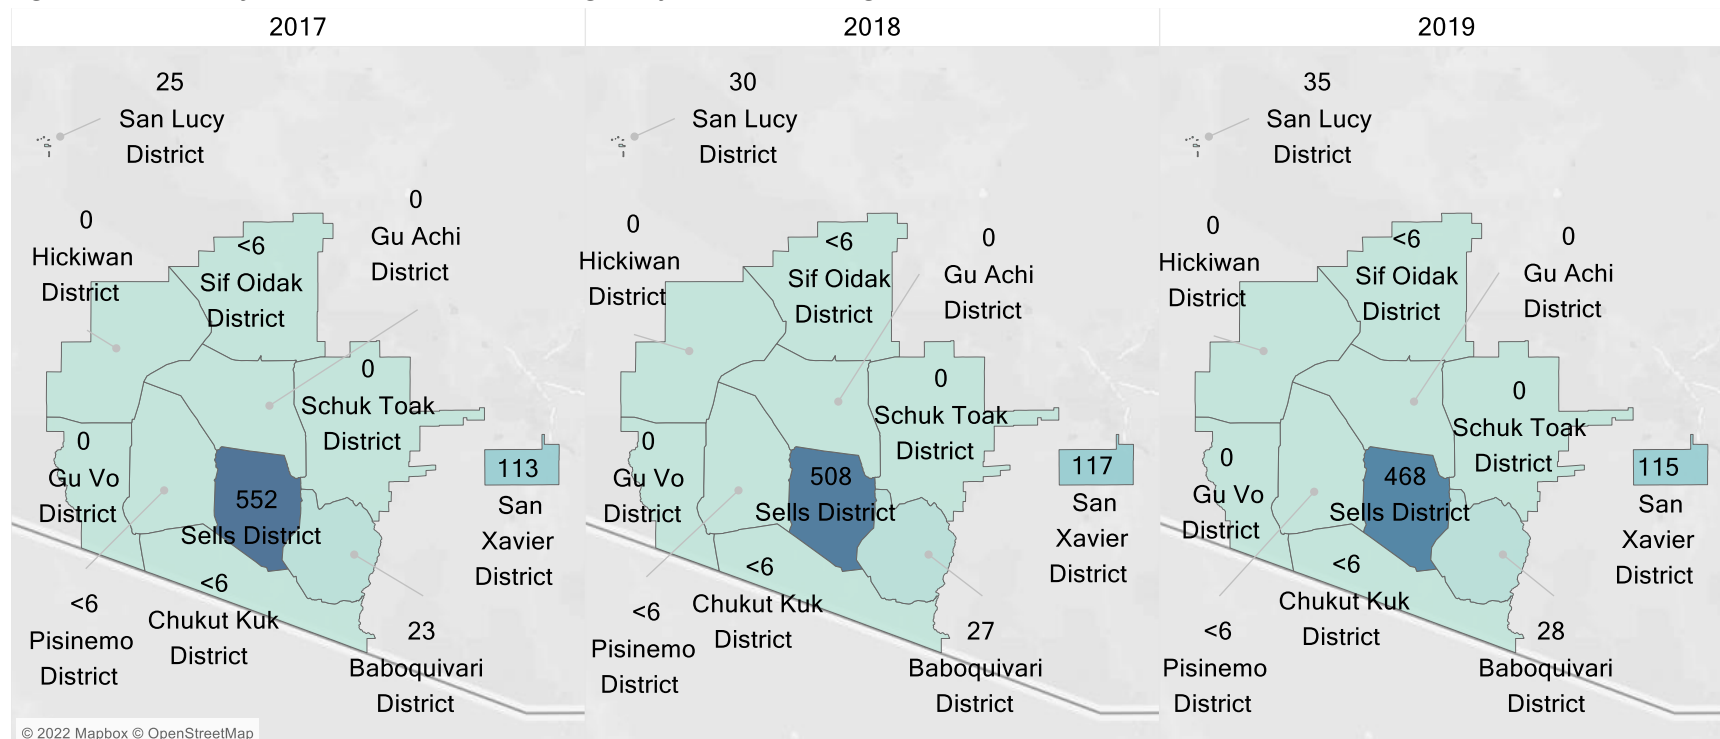 2017
25
San Lucy
District
0
Hickiwan
District
<6
Sif Oidak
District
0
Gu Achi
District
0
Schuk Toak
District
0
Gu Vo
District
552
Sells District
113
San
Xavier
District
<6
Pisinemo
District
<6
Chukut Kuk
District
23
Baboquivari
District
© 2022 Mapbox © OpenStreetMap
2018
30
San Lucy
District
0
Hickiwan
District
<6
Sif Oidak
District
0
Gu Achi
District
0
Schuk Toak
District
0
Gu Vo
District
508
Sells District
117
San
Xavier
District
<6
Pisinemo
District
<6
Chukut Kuk
District
27
Baboquivari
District
2019
35
San Lucy
District
0
Hickiwan
District
<6
Sif Oidak
District
0
Gu Achi
District
0
Schuk Toak
District
0
Gu Vo
District
468
Sells District
115
San
Xavier
District
<6
Pisinemo
District
<6
Chukut Kuk
District
28
Baboquivari
District